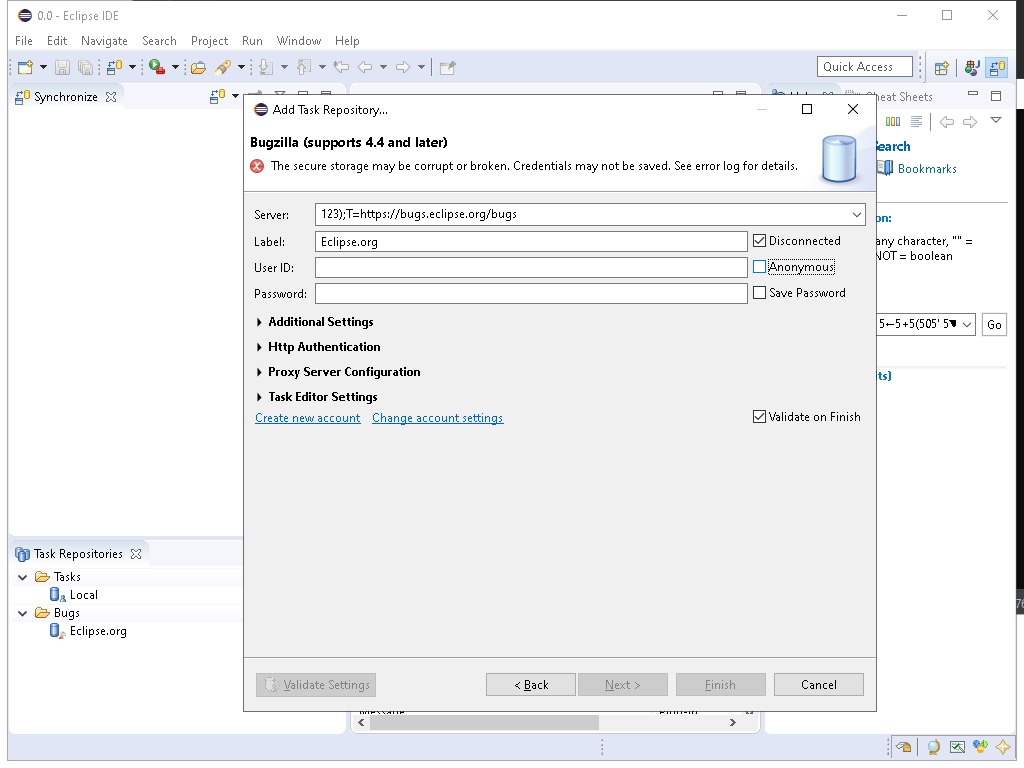 0.0 - Eclipse IDE
File Edit Navigate Search Project Run Window Help
Quick Access
Synchronize
Cheat Sheets
Add Task Repository...
Bugzilla (supports 4.4 and later)
The secure storage may be corrupt or broken. Credentials may not be saved. See error log for details.
Search
Bookmarks
Server: 123);T=https://bugs.eclipse.org/bugs
on:
Label: Eclipse.org Disconnected
any character, "" =
NOT = boolean
User ID: Anonymous
Password: Save Password
Additional Settings
5←5+5(505' 5 Go
Http Authentication
Proxy Server Configuration
ts)
Task Editor Settings
Create new account Change account settings Validate on Finish
Task Repositories
Tasks
Local
Bugs
Eclipse.org
Validate Settings < Back Next > Finish Cancel
Message Plug-in